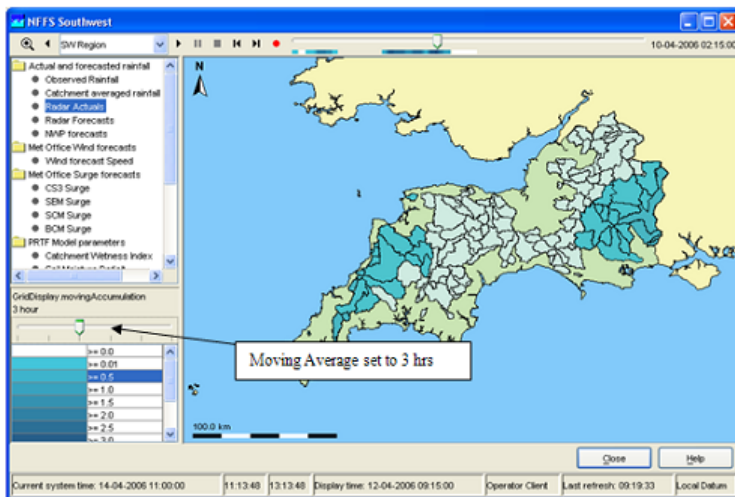 NFFS Southwest
SW Region
10-04-2006 02:15:00
Actual and forecasted rainfall
Observed Rainfall
Catchment averaged rainfall
Radar Actuals
Radar Forecasts
NWP forecasts
Met Office Wind forecasts
Wind forecast Speed
Met Office Surge forecasts
CS3 Surge
SEM Surge
SCM Surge
BCM Surge
PRTF Model parameters
Catchment Wetness Index
N
GridDisplay.movingAccumulation
3 hour
>= 0.0
>= 0.01
>= 0.5
>= 1.0
>= 1.5
>= 2.0
>= 2.5
>= 3.0
Moving Average set to 3 hrs
100.0 km
Close
Help
Current system time: 14-04-2006 11:00:00
11:13:48
13:13:48
Display time: 12-04-2006 09:15:00
Operator Client
Last refresh: 09:19:33
Local Datum